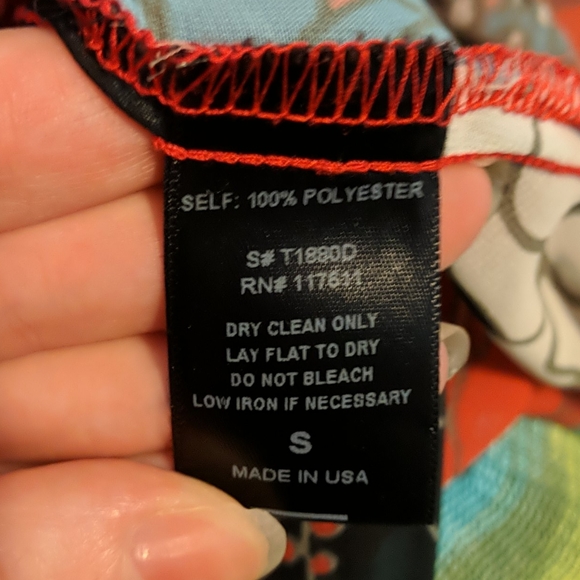 SELF: 100% POLYESTER
S# T1880D
RN# 117611
DRY CLEAN ONLY
LAY FLAT TO DRY
DO NOT BLEACH
LOW IRON IF NECESSARY
S
MADE IN USA